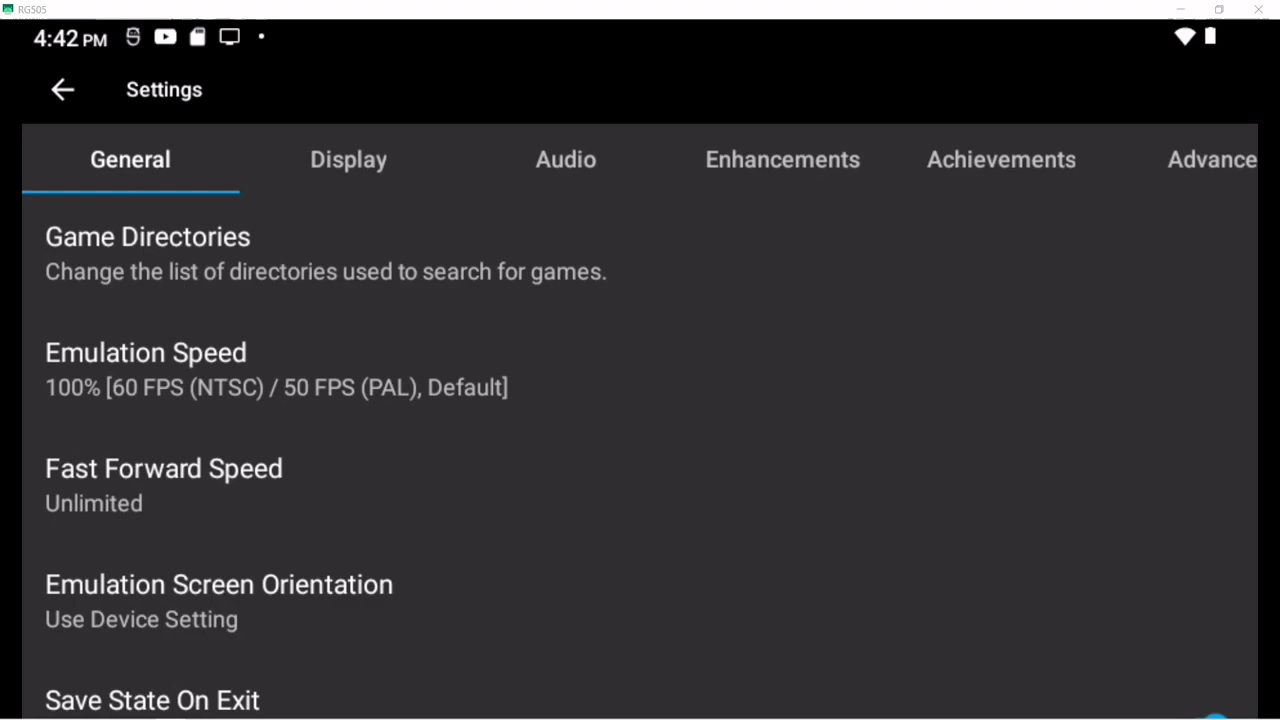 RG505
4:42 PM
Settings
General Display Audio Enhancements Achievements Advance
Game Directories
Change the list of directories used to search for games.
Emulation Speed
100% [60 FPS (NTSC) / 50 FPS (PAL), Default]
Fast Forward Speed
Unlimited
Emulation Screen Orientation
Use Device Setting
Save State On Exit